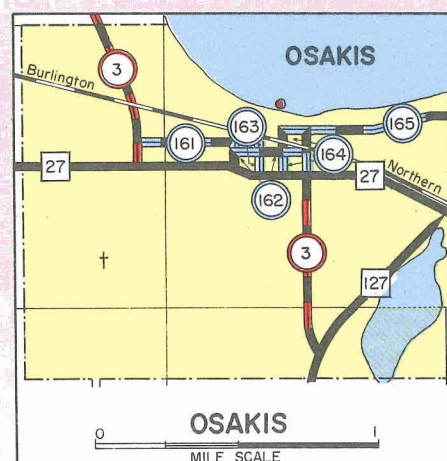 OSAKIS
3
Burlington
163
165
161
164
27
27
Northern
162
3
127
OSAKIS
0 1
MILE SCALE